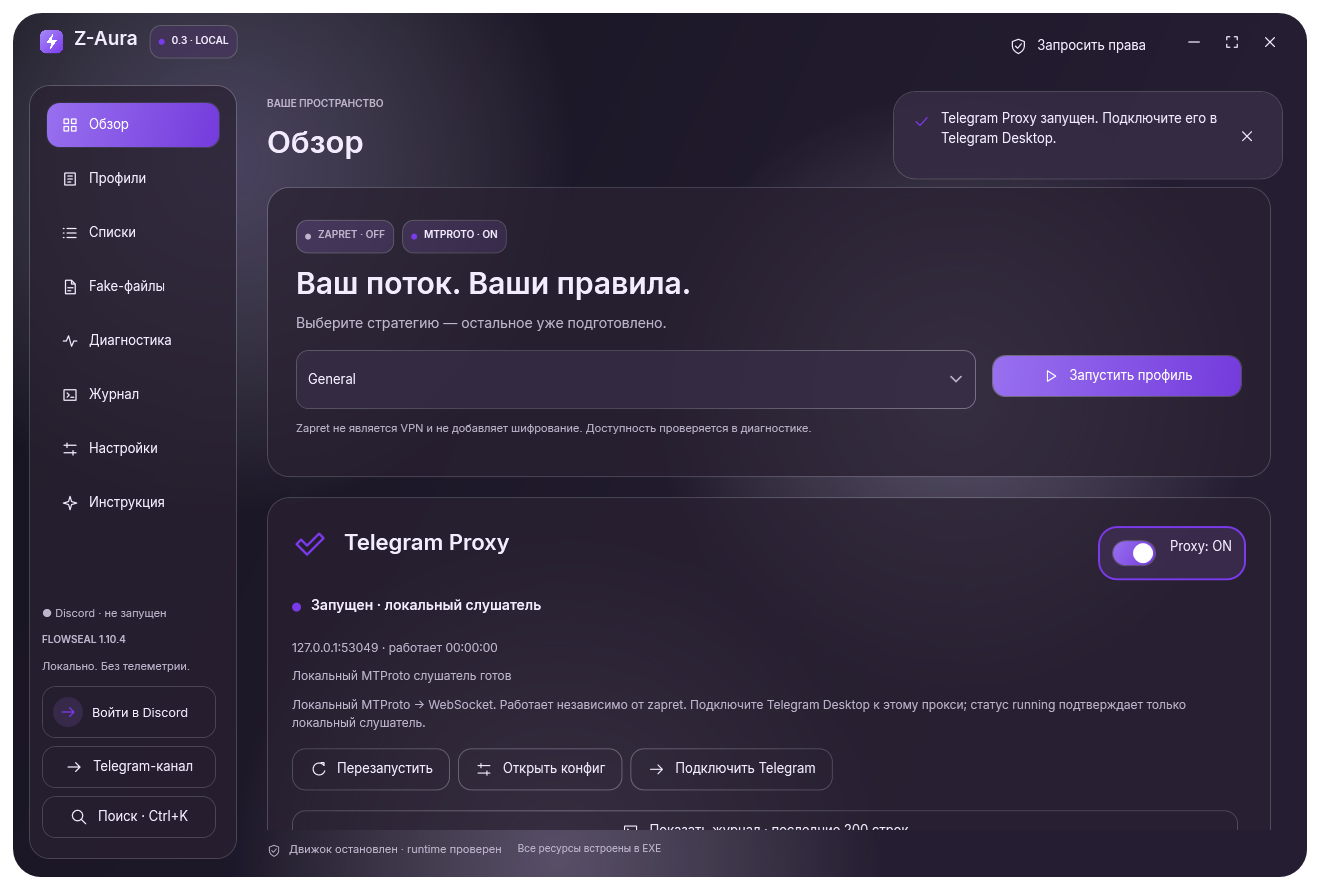 Z-Aura
0.3 · LOCAL
Запросить права
Обзор
Профили
Списки
Fake-файлы
Диагностика
Журнал
Настройки
Инструкция
Discord · не запущен
FLOWSEAL 1.10.4
Локально. Без телеметрии.
Войти в Discord
Telegram-канал
Поиск · Ctrl+K
ВАШЕ ПРОСТРАНСТВО
Обзор
Telegram Proxy запущен. Подключите его в
Telegram Desktop.
ZAPRET · OFF
MTPROTO · ON
Ваш поток. Ваши правила.
Выберите стратегию — остальное уже подготовлено.
General
Запустить профиль
Zapret не является VPN и не добавляет шифрование. Доступность проверяется в диагностике.
Telegram Proxy
Proxy: ON
Запущен · локальный слушатель
127.0.0.1:53049 · работает 00:00:00
Локальный MTProto слушатель готов
Локальный MTProto → WebSocket. Работает независимо от zapret. Подключите Telegram Desktop к этому прокси; статус running подтверждает только
локальный слушатель.
Перезапустить
Открыть конфиг
Подключить Telegram
Показать журнал · последние 200 строк
Движок остановлен · runtime проверен
Все ресурсы встроены в EXE